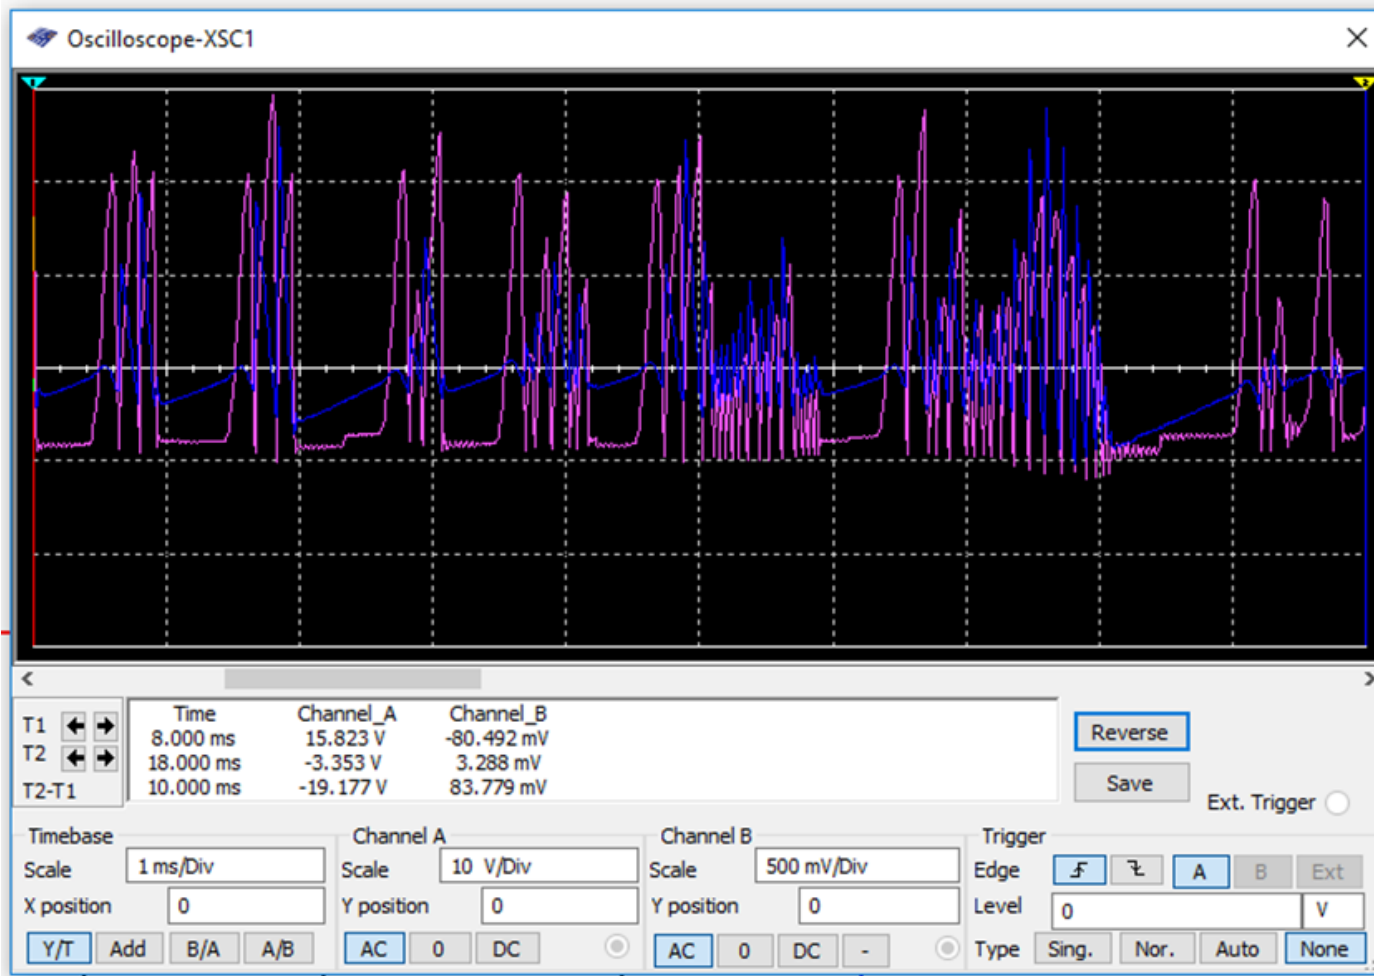 Oscilloscope-XSC1
1
2
Time Channel_A Channel_B
T1 8.000 ms 15.823 V -80.492 mV
T2 18.000 ms -3.353 V 3.288 mV
T2-T1 10.000 ms -19.177 V 83.779 mV
Reverse
Save
Ext. Trigger
Timebase
Scale 1 ms/Div
X position 0
Y/T Add B/A A/B
Channel A
Scale 10 V/Div
Y position 0
AC 0 DC
Channel B
Scale 500 mV/Div
Y position 0
AC 0 DC -
Trigger
Edge A B Ext
Level 0 V
Type Sing. Nor. Auto None